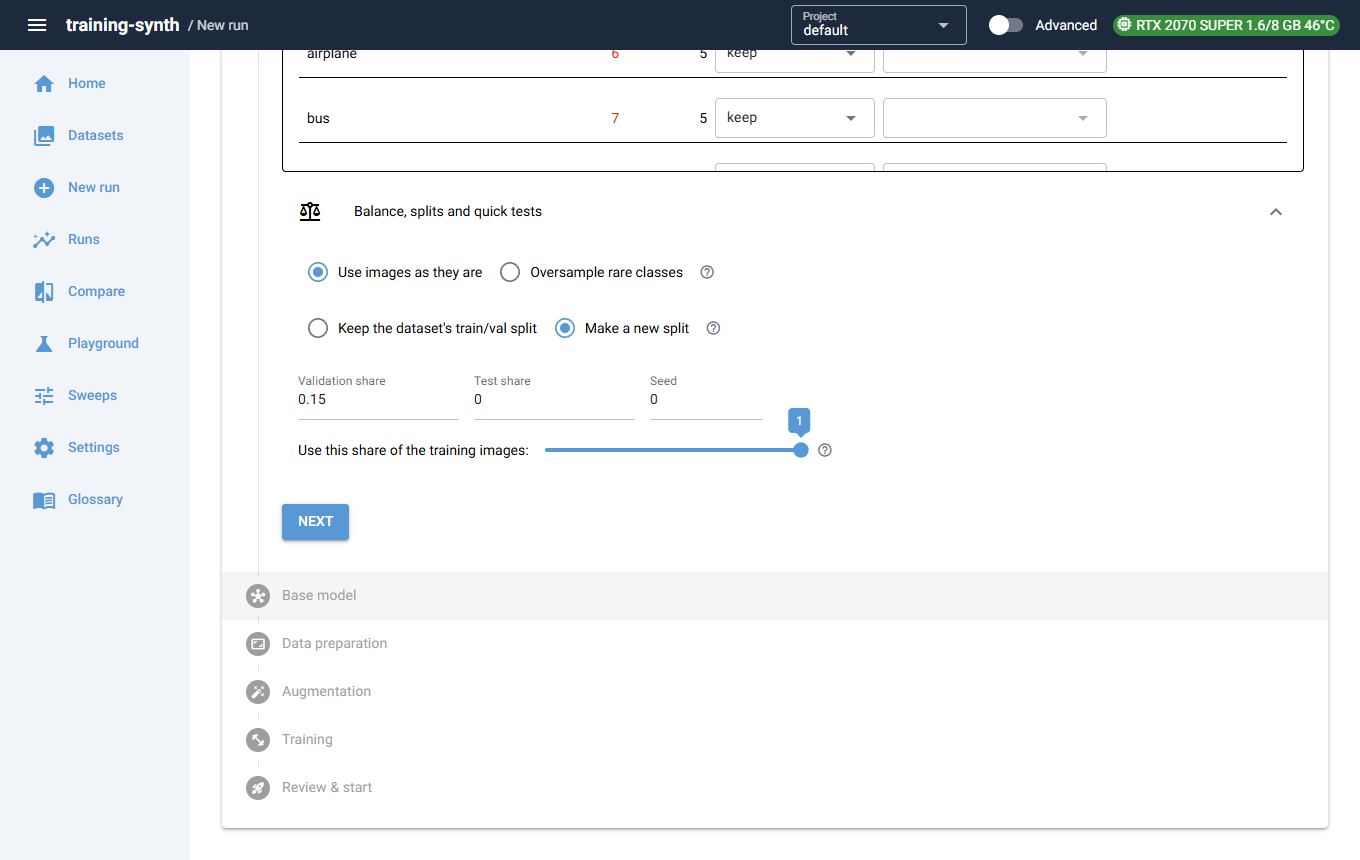 training-synth / New run
Project
default
Advanced
RTX 2070 SUPER 1.6/8 GB 46°C
Home
Datasets
New run
Runs
Compare
Playground
Sweeps
Settings
Glossary
airplane 6 5 keep
bus 7 5 keep
Balance, splits and quick tests
Use images as they are Oversample rare classes
Keep the dataset's train/val split Make a new split
Validation share Test share Seed
0.15 0 0
1
Use this share of the training images:
NEXT
Base model
Data preparation
Augmentation
Training
Review & start